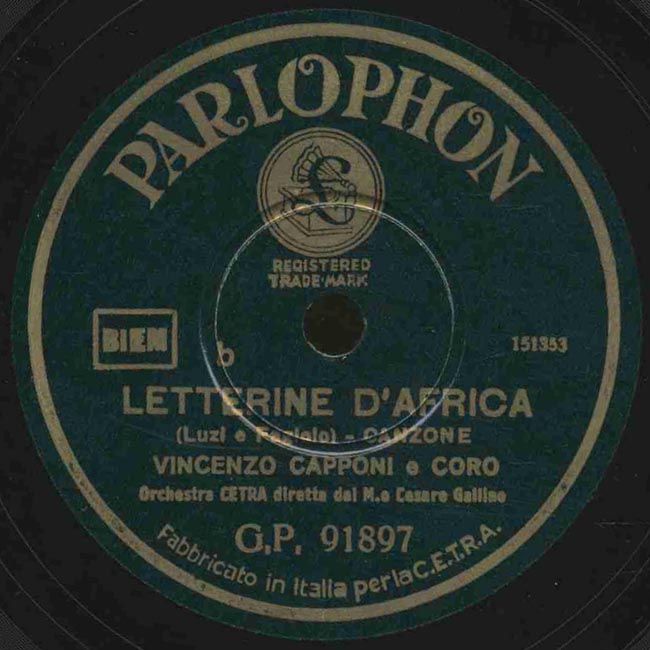 PARLOPHON
£
REGISTERED
TRADE-MARK
BIEM
b
151353
LETTERINE D'AFRICA
(Luzi e Fagiolo) - CANZONE
VINCENZO CAPPONI e CORO
Orchestra CETRA diretta dal M.o Cesare Gallino
G.P. 91897
Fabbricato in Italia per la C.E.T.R.A.